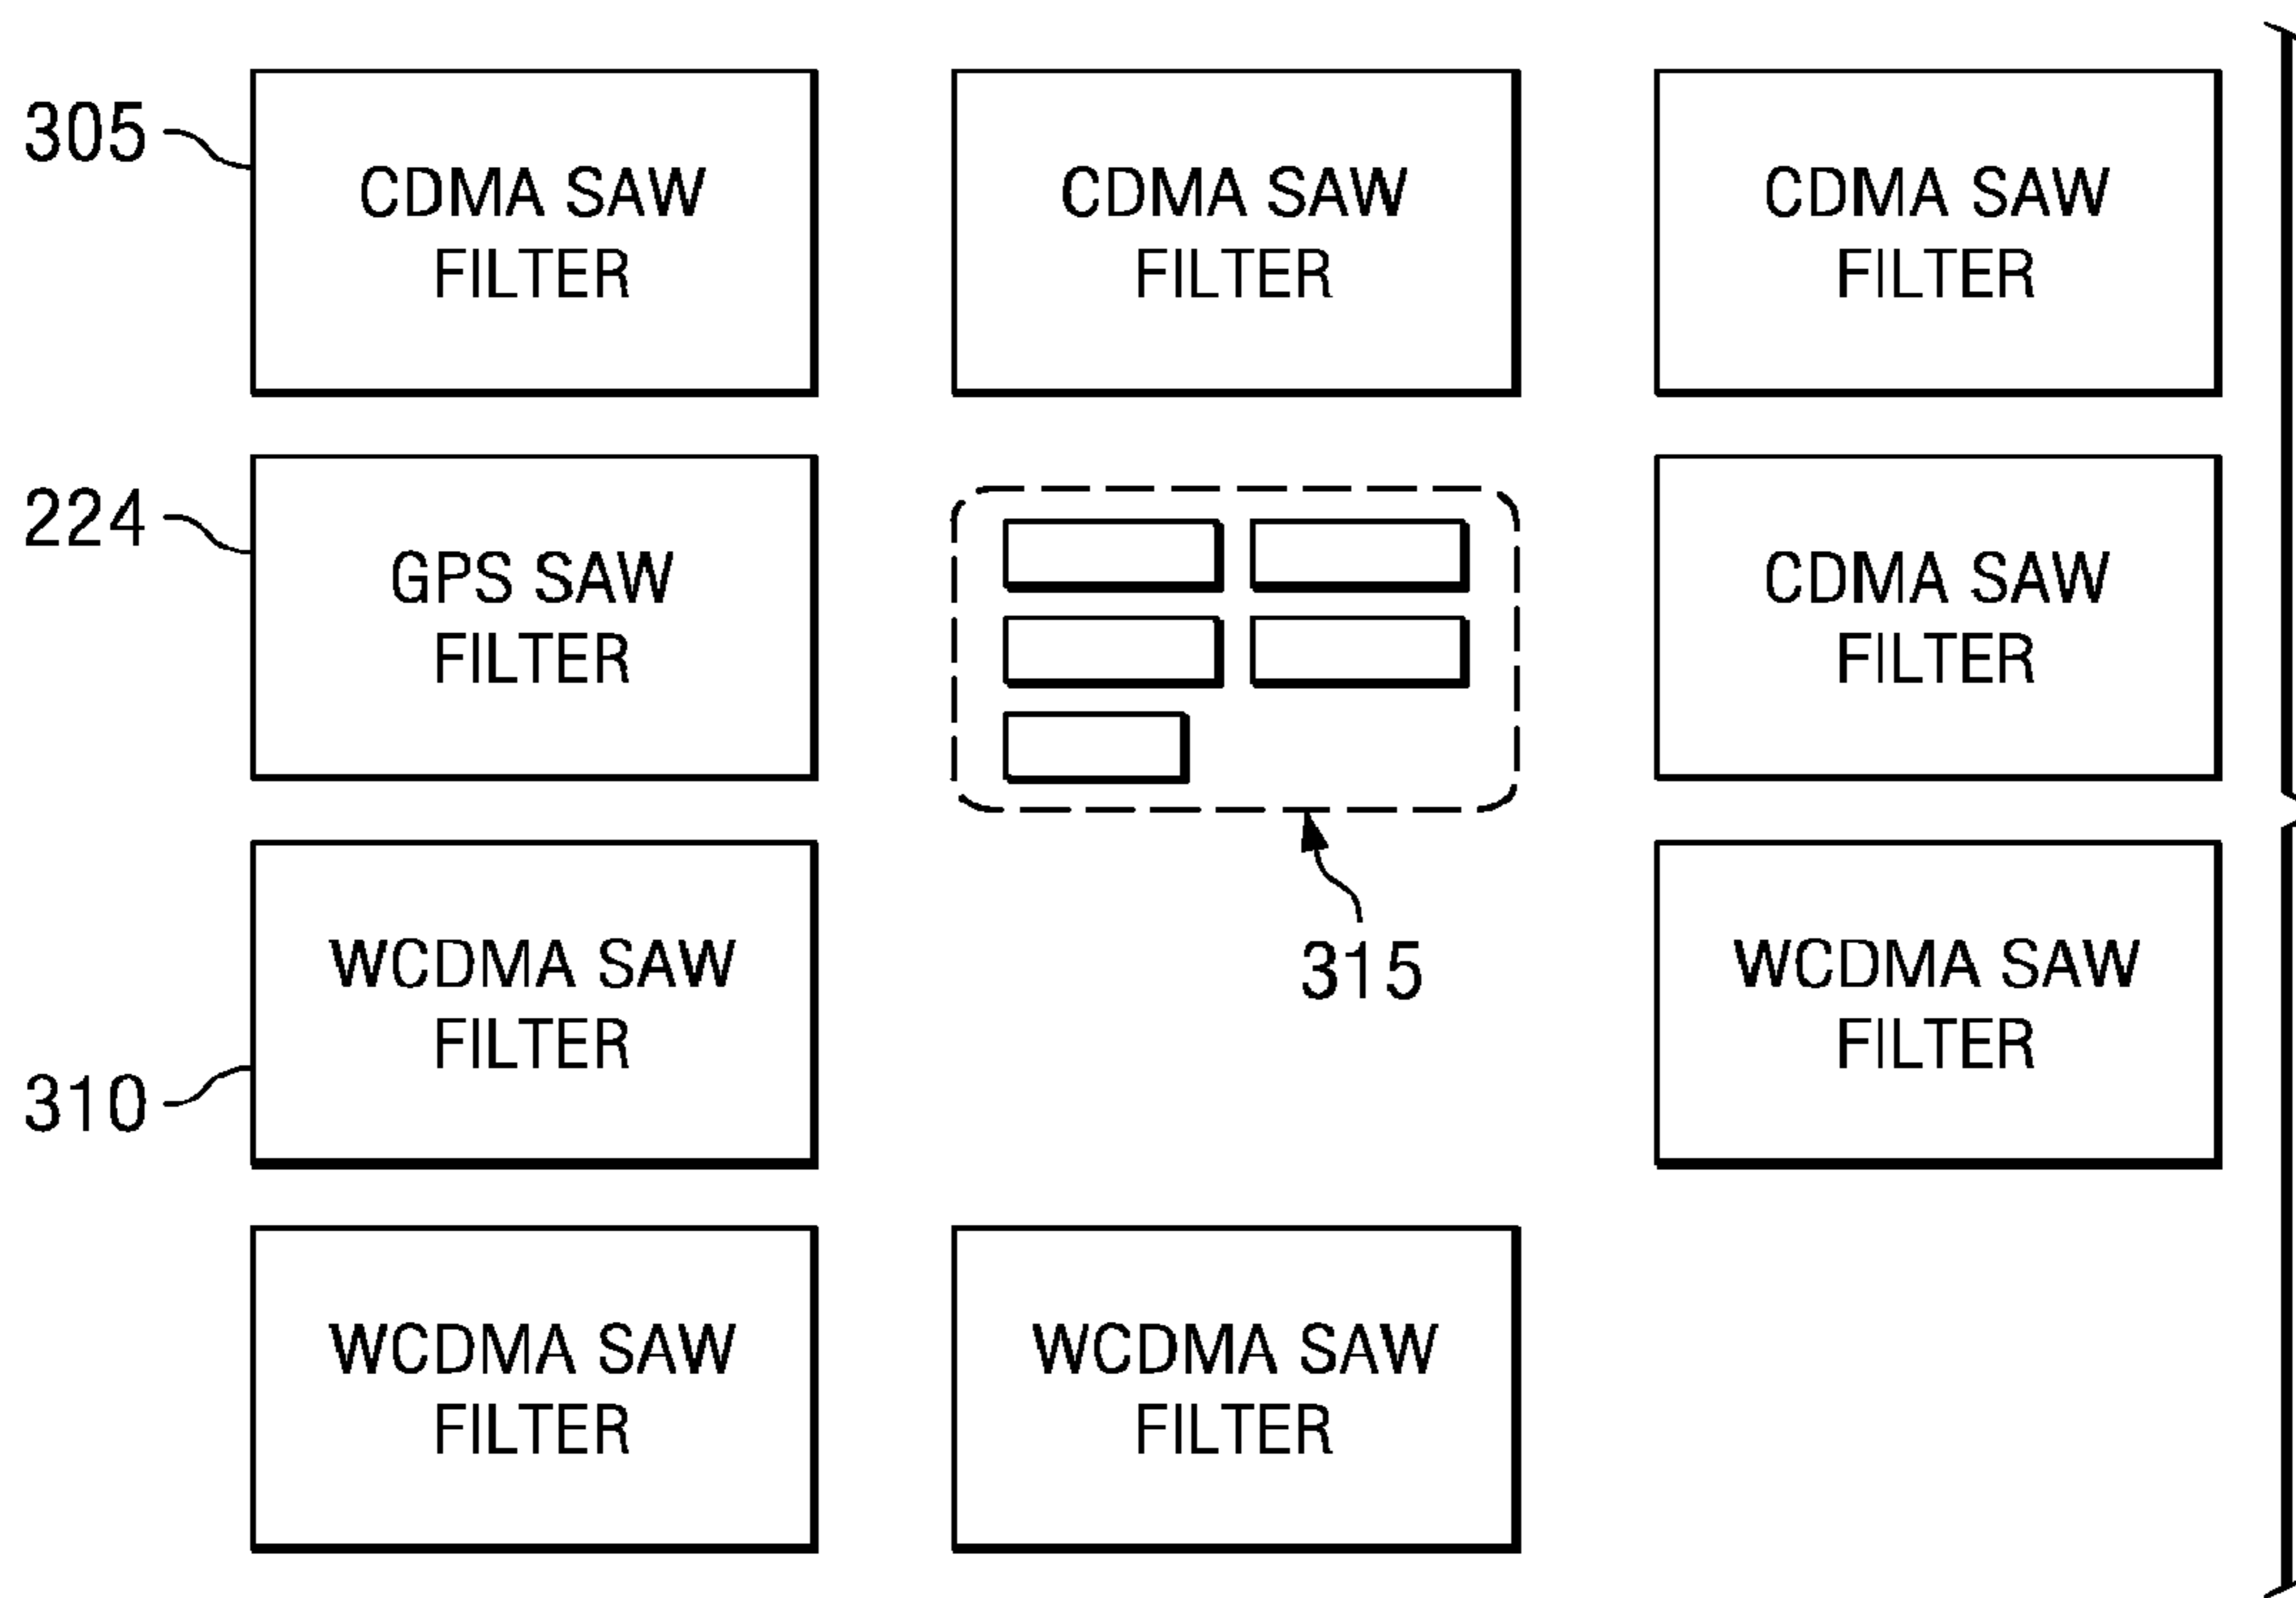 305
CDMA SAW
FILTER
CDMA SAW
FILTER
CDMA SAW
FILTER
224
GPS SAW
FILTER
CDMA SAW
FILTER
315
310
WCDMA SAW
FILTER
WCDMA SAW
FILTER
WCDMA SAW
FILTER
WCDMA SAW
FILTER